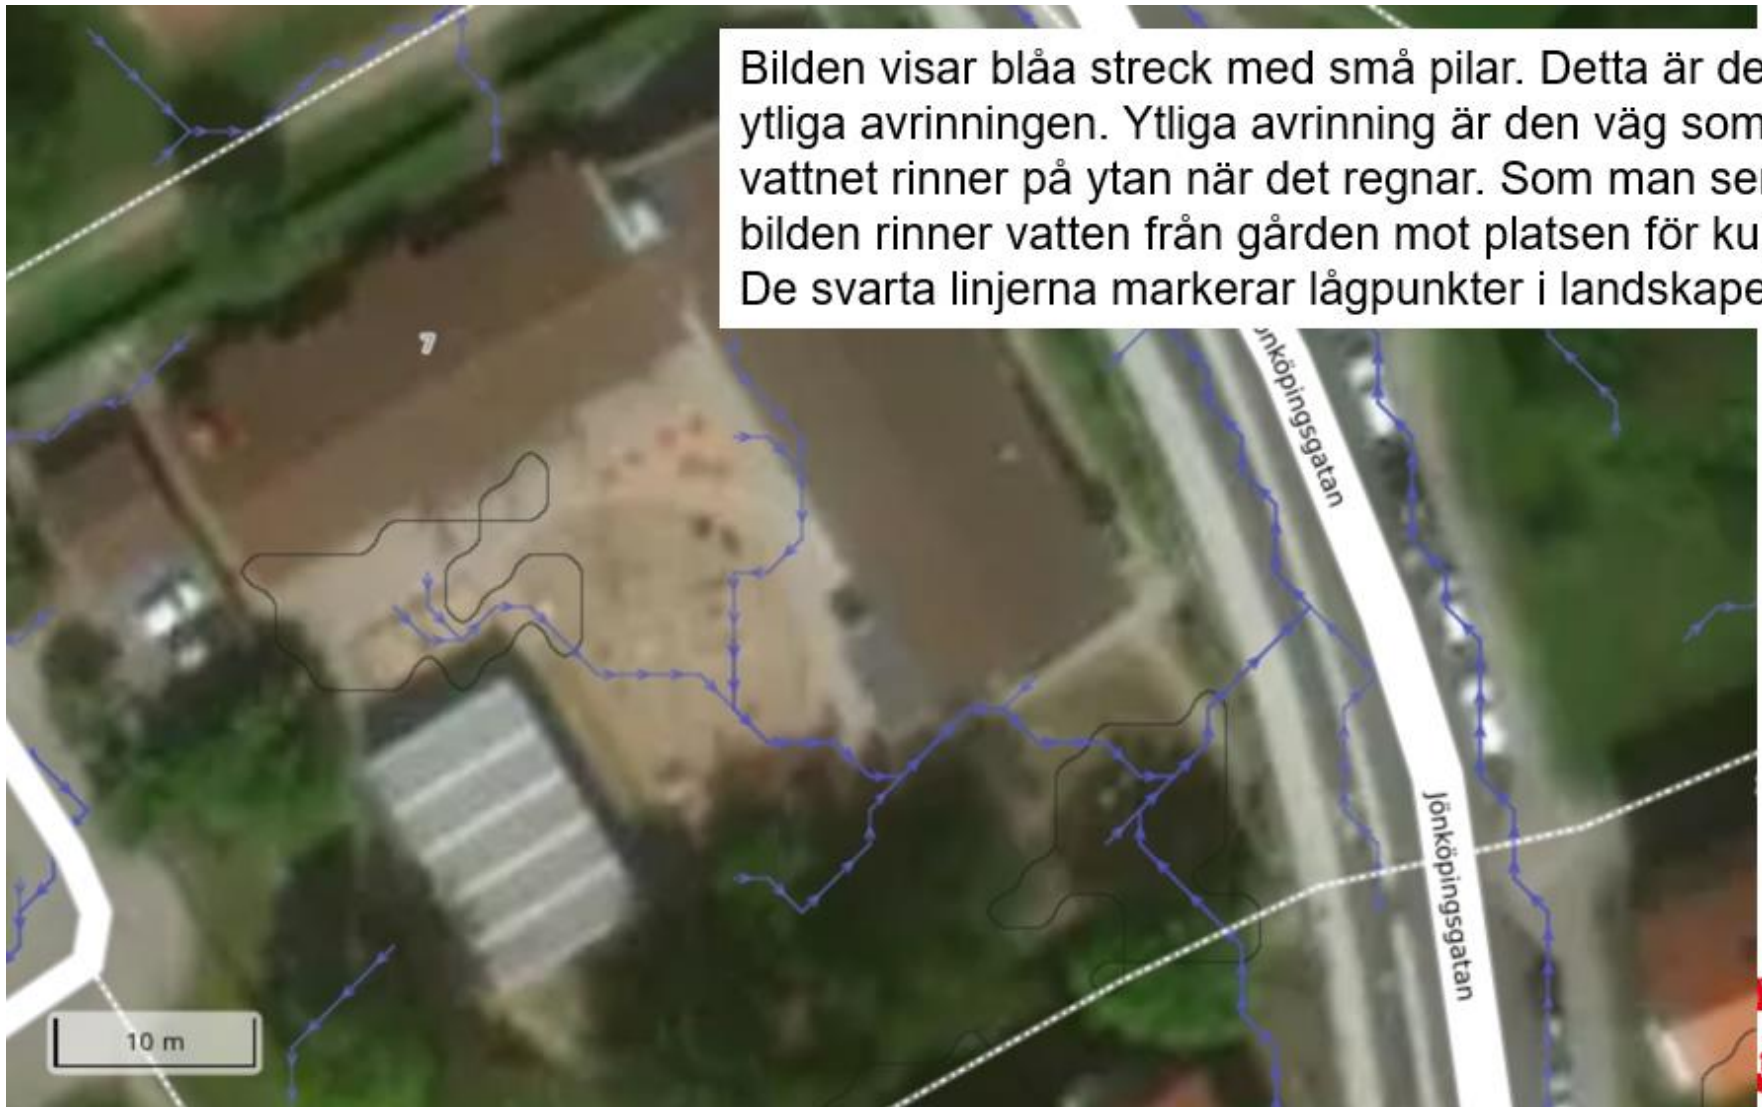 Bilden visar blåa streck med små pilar. Detta är de
ytliga avrinningen. Ytliga avrinning är den väg som
vattnet rinner på ytan när det regnar. Som man ser
bilden rinner vatten från gården mot platsen för ku
De svarta linjerna markerar lågpunkter i landskape
Jönköpingsgatan
7
Jönköpingsgatan
10 m